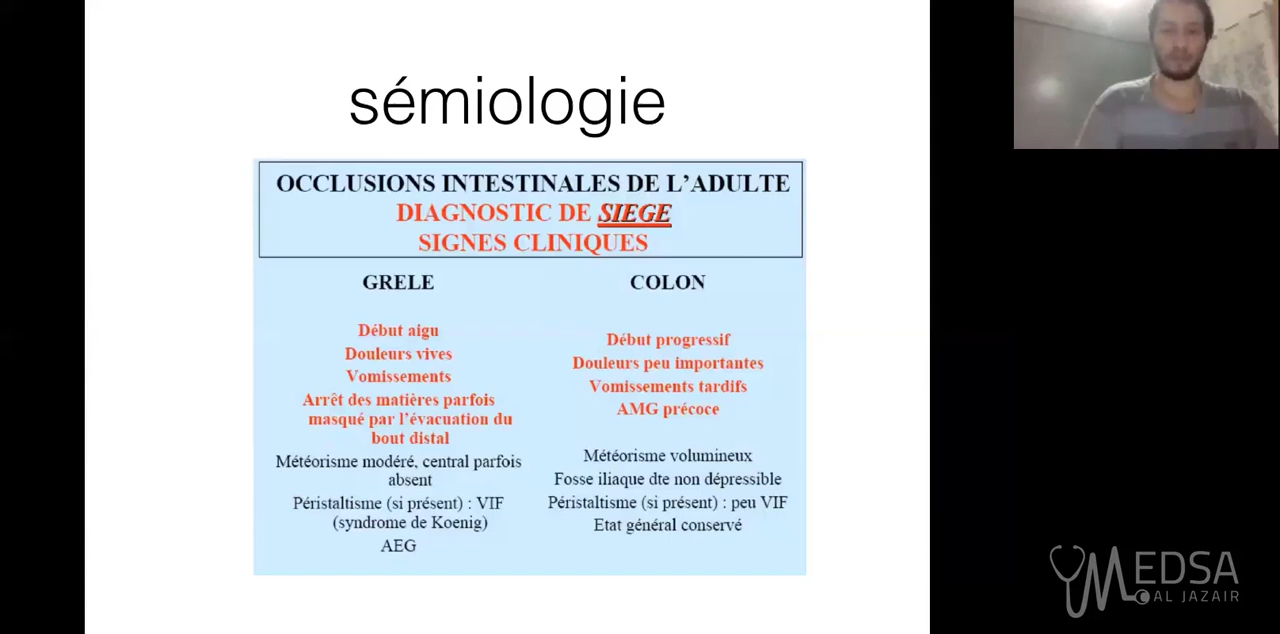 sémiologie
OCCLUSIONS INTESTINALES DE L'ADULTE
DIAGNOSTIC DE SIEGE
SIGNES CLINIQUES
GRELE
Début aigu
Douleurs vives
Vomissements
Arrêt des matières parfois
masqué par l'évacuation du
bout distal
Météorisme modéré, central parfois
absent
Péristaltisme (si présent) : VIF
(syndrome de Koenig)
AEG
COLON
Début progressif
Douleurs peu importantes
Vomissements tardifs
AMG précoce
Météorisme volumineux
Fosse iliaque dte non dépressible
Péristaltisme (si présent) : peu VIF
Etat général conservé
MEDSA
AL JAZAIR